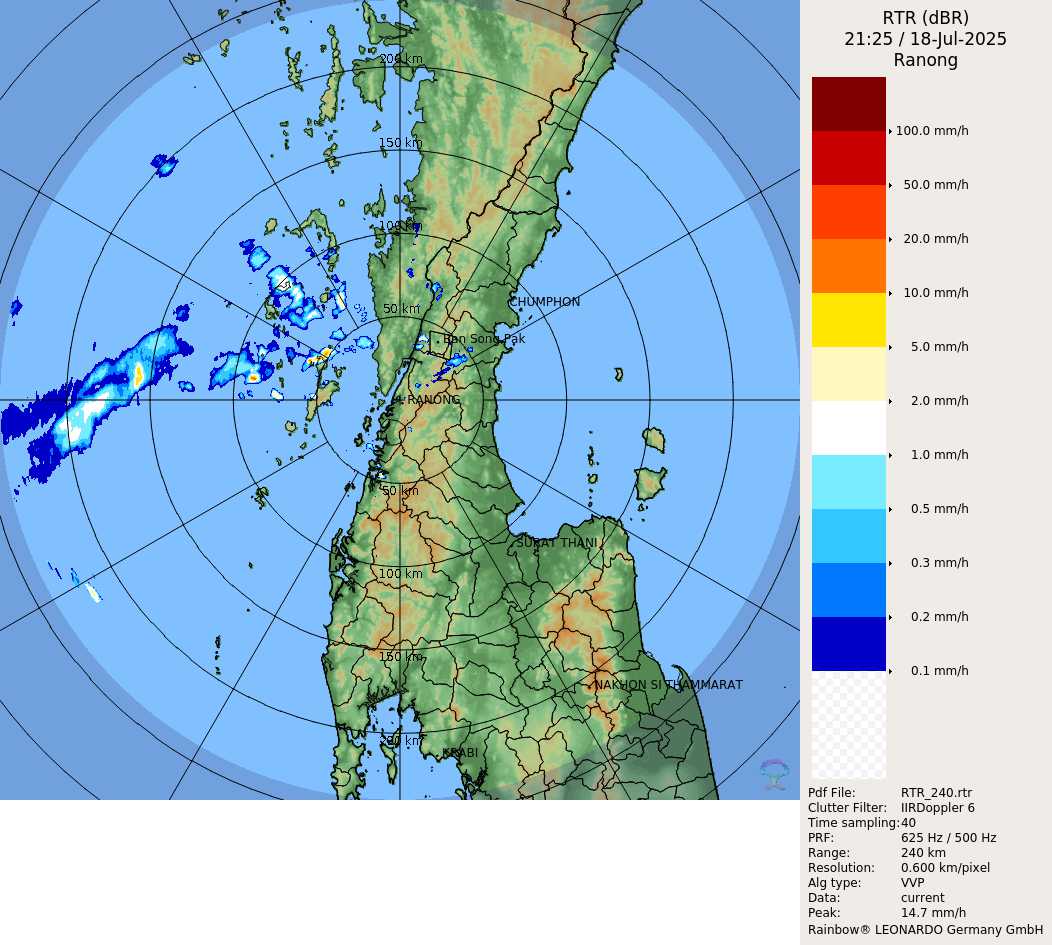 RTR (dBR)
21:25 / 18-Jul-2025
Ranong
100.0 mm/h
50.0 mm/h
20.0 mm/h
10.0 mm/h
5.0 mm/h
2.0 mm/h
1.0 mm/h
0.5 mm/h
0.3 mm/h
0.2 mm/h
0.1 mm/h
Pdf File: RTR_240.rtr
Clutter Filter: IIRDoppler 6
Time sampling:40
PRF: 625 Hz / 500 Hz
Range: 240 km
Resolution: 0.600 km/pixel
Alg type: VVP
Data: current
Peak: 14.7 mm/h
Rainbow® LEONARDO Germany GmbH
200 km
150 km
100 km
CHUMPHON
50 km
Ban Song Pak
RANONG
50 km
SURAT THANI
100 km
150 km
NAKHON SI THAMMARAT
200 km
KRABI